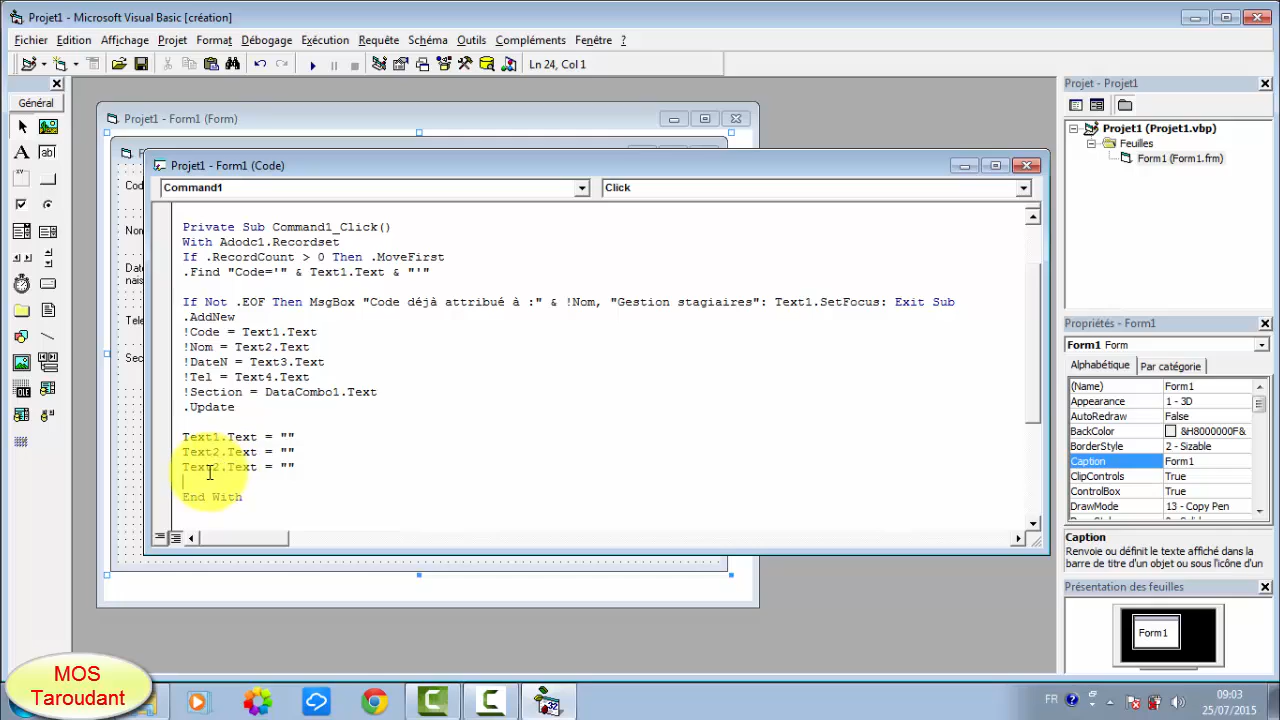 Projet1 - Microsoft Visual Basic [création]
Fichier Edition Affichage Projet Format Débogage Exécution Requête Schéma Outils Compléments Fenêtre ?
Ln 24, Col 1
Général
Projet1 - Form1 (Form)
Projet1 - Form1 (Code)
Command1
Click
Private Sub Command1_Click()
With Adodc1.Recordset
If .RecordCount > 0 Then .MoveFirst
.Find "Code='" & Text1.Text & "'"
If Not .EOF Then MsgBox "Code déjà attribué à :" & !Nom, "Gestion stagiaires": Text1.SetFocus: Exit Sub
.AddNew
!Code = Text1.Text
!Nom = Text2.Text
!DateN = Text3.Text
!Tel = Text4.Text
!Section = DataCombo1.Text
.Update
Text1.Text = ""
Text2.Text = ""
Text2.Text = ""
End With
Cod
Nom
Date
nais
Tele
Sec
Projet - Projet1
Projet1 (Projet1.vbp)
Feuilles
Form1 (Form1.frm)
Propriétés - Form1
Form1 Form
Alphabétique Par catégorie
(Name) Form1
Appearance 1 - 3D
AutoRedraw False
BackColor &H8000000F&
BorderStyle 2 - Sizable
Caption Form1
ClipControls True
ControlBox True
DrawMode 13 - Copy Pen
Caption
Renvoie ou définit le texte affiché dans la
barre de titre d'un objet ou sous l'icône d'un
Présentation des feuilles
Form1
MOS
Taroudant
FR
09:03
25/07/2015